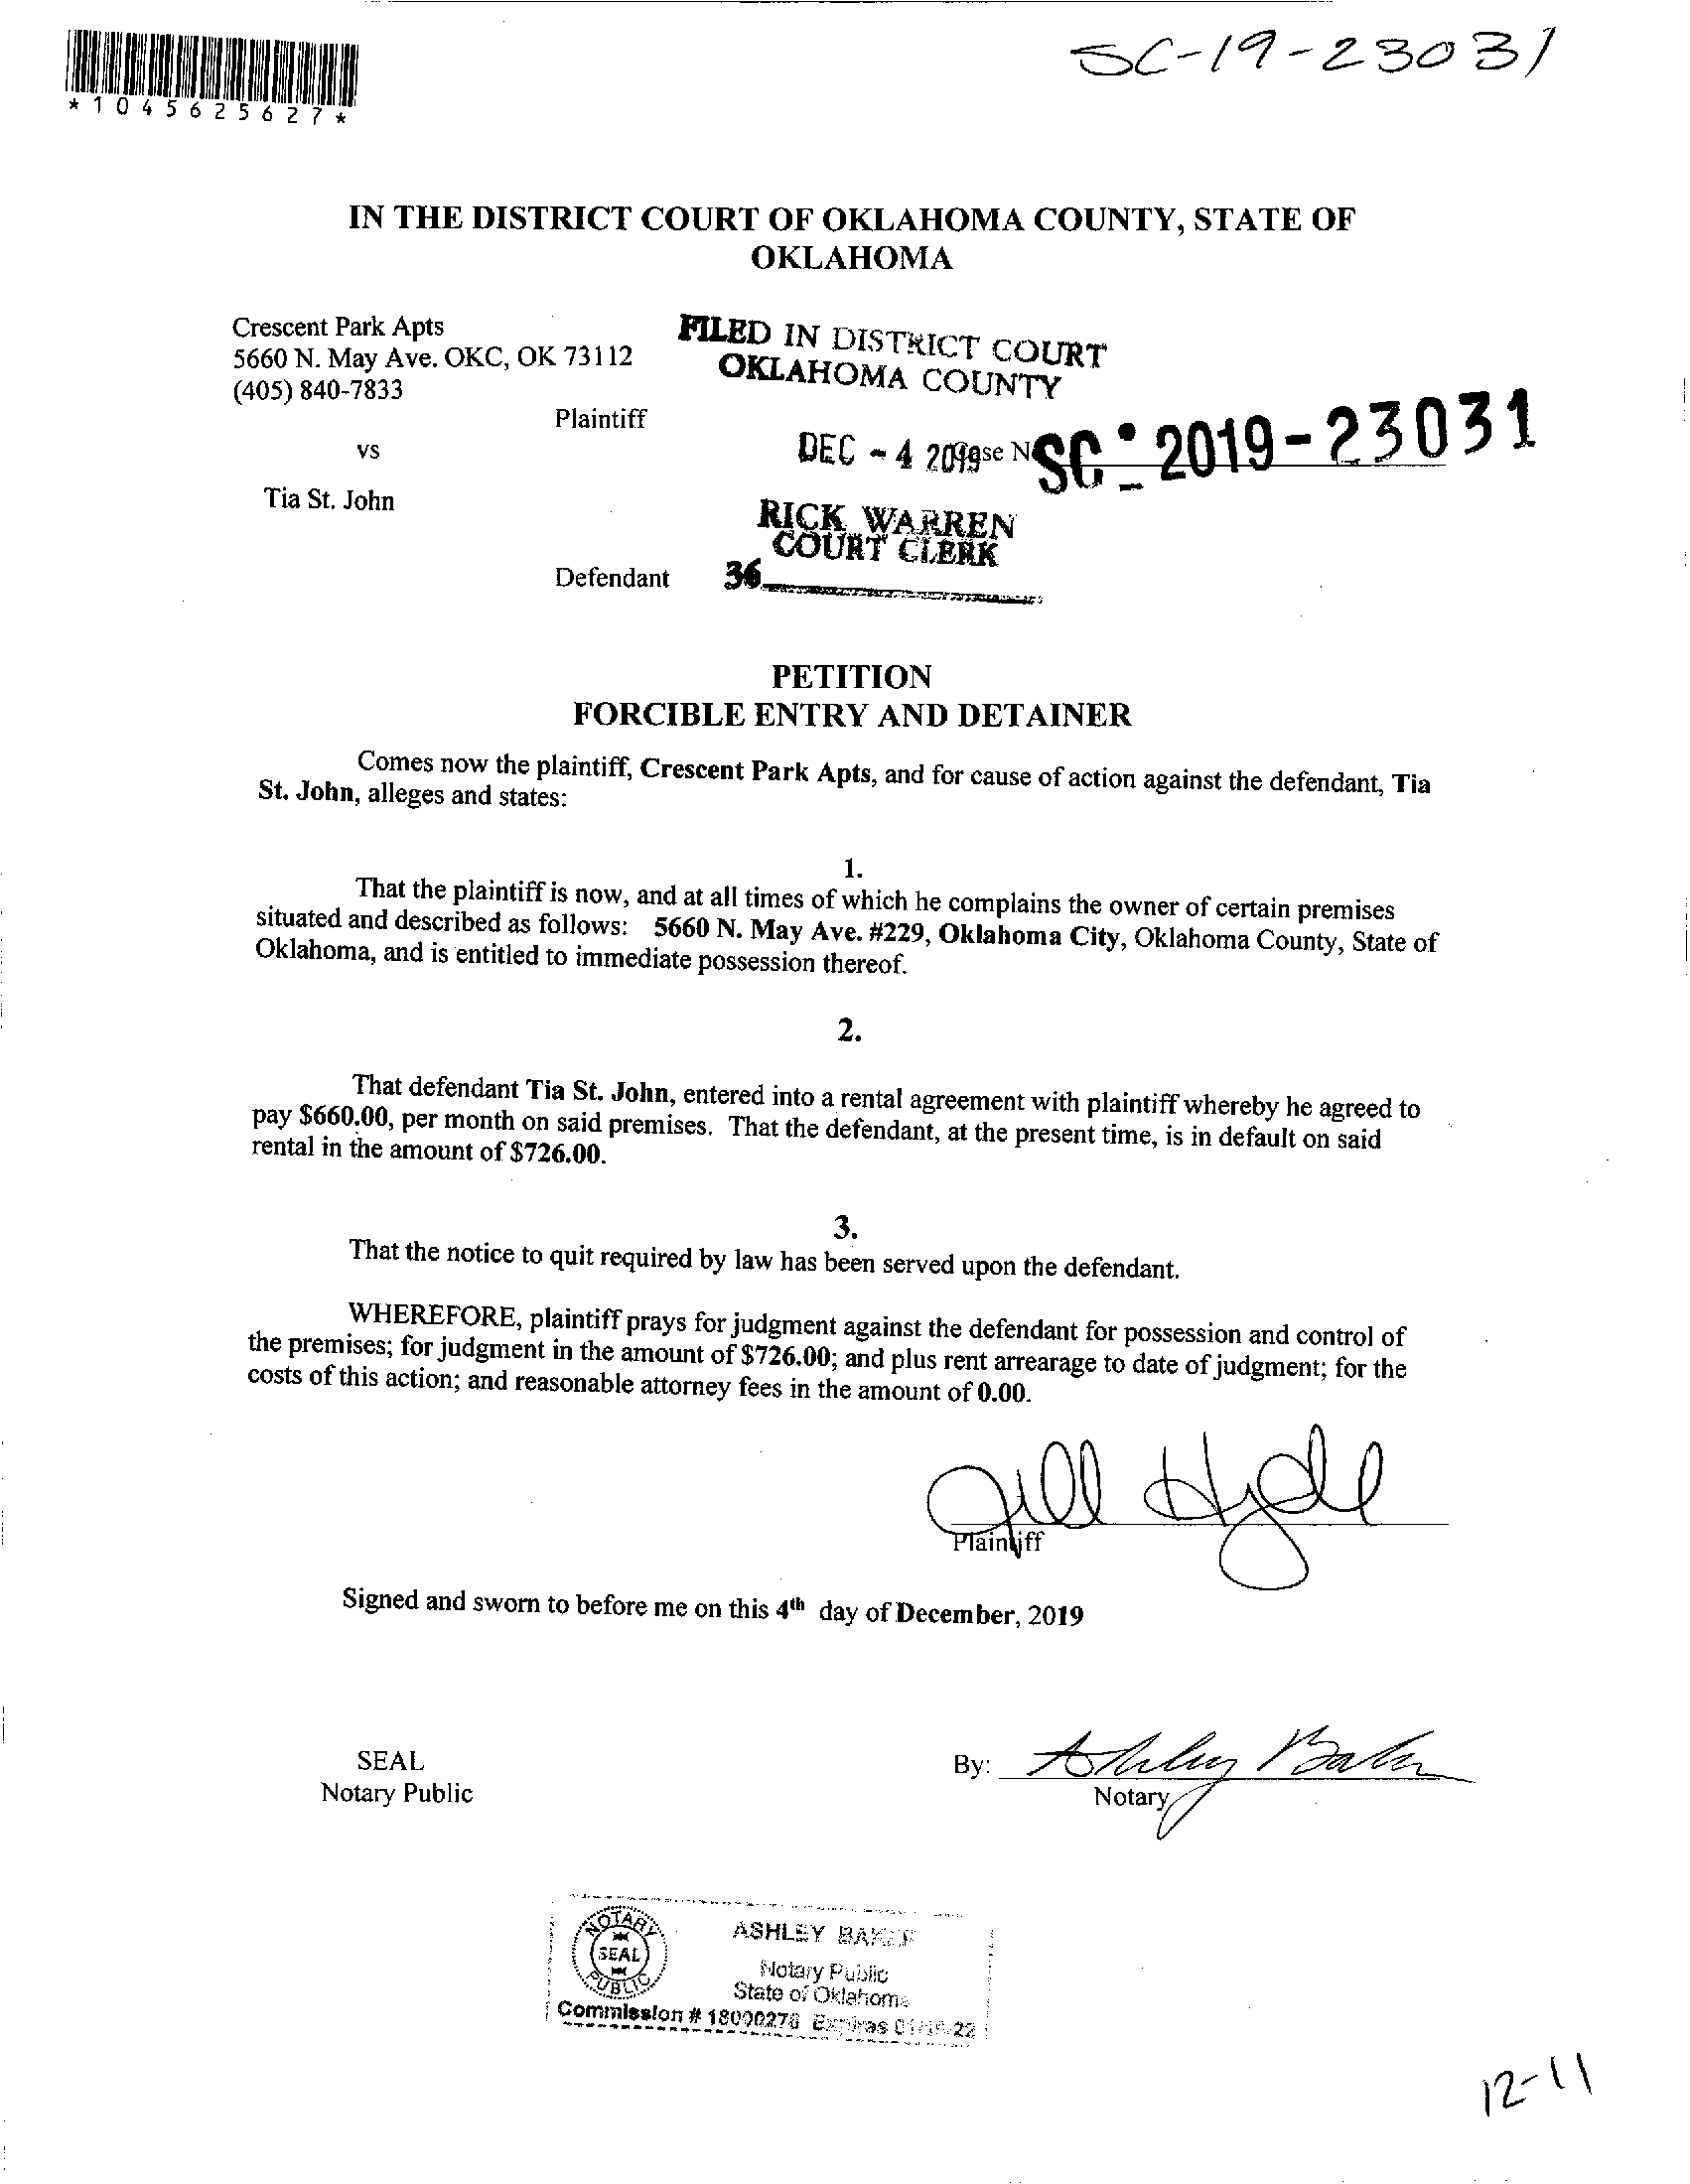 SC-19-23031
*1045625627*
IN THE DISTRICT COURT OF OKLAHOMA COUNTY, STATE OF
OKLAHOMA
Crescent Park Apts
5660 N. May Ave. OKC, OK 73112
(405) 840-7833
Plaintiff
vs
Tia St. John
Defendant
FILED IN DISTRICT COURT
OKLAHOMA COUNTY
DEC - 4 2019
SC - 2019-23031
RICK WARREN
COURT CLERK
36
PETITION
FORCIBLE ENTRY AND DETAINER
Comes now the plaintiff, Crescent Park Apts, and for cause of action against the defendant, Tia
St. John, alleges and states:
1.
That the plaintiff is now, and at all times of which he complains the owner of certain premises
situated and described as follows: 5660 N. May Ave. #229, Oklahoma City, Oklahoma County, State of
Oklahoma, and is entitled to immediate possession thereof.
2.
That defendant Tia St. John, entered into a rental agreement with plaintiff whereby he agreed to
pay $660.00, per month on said premises. That the defendant, at the present time, is in default on said
rental in the amount of $726.00.
3.
That the notice to quit required by law has been served upon the defendant.
WHEREFORE, plaintiff prays for judgment against the defendant for possession and control of
the premises; for judgment in the amount of $726.00; and plus rent arrearage to date of judgment; for the
costs of this action; and reasonable attorney fees in the amount of 0.00.
Jill Hyde
Plaintiff
Signed and sworn to before me on this 4th day of December, 2019
SEAL
Notary Public
By: Ashley Baker
Notary
NOTARY
SEAL
PUBLIC
ASHLEY BAKER
Notary Public
State of Oklahoma
Commission # 18000278 Expires
12-11